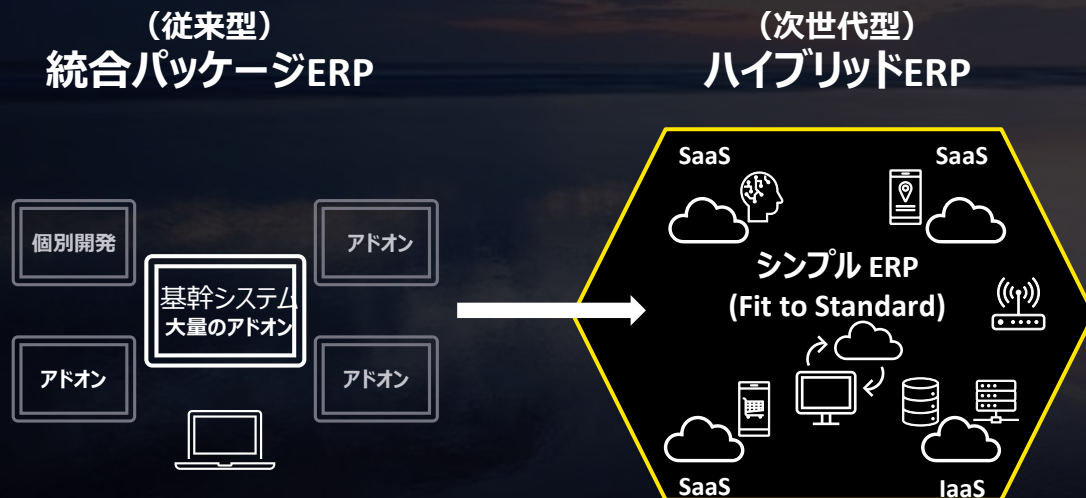 (従来型)
統合パッケージERP
個別開発
アドオン
基幹システム
大量のアドオン
アドオン
アドオン
(次世代型)
ハイブリッドERP
SaaS
SaaS
シンプル ERP
(Fit to Standard)
SaaS
IaaS